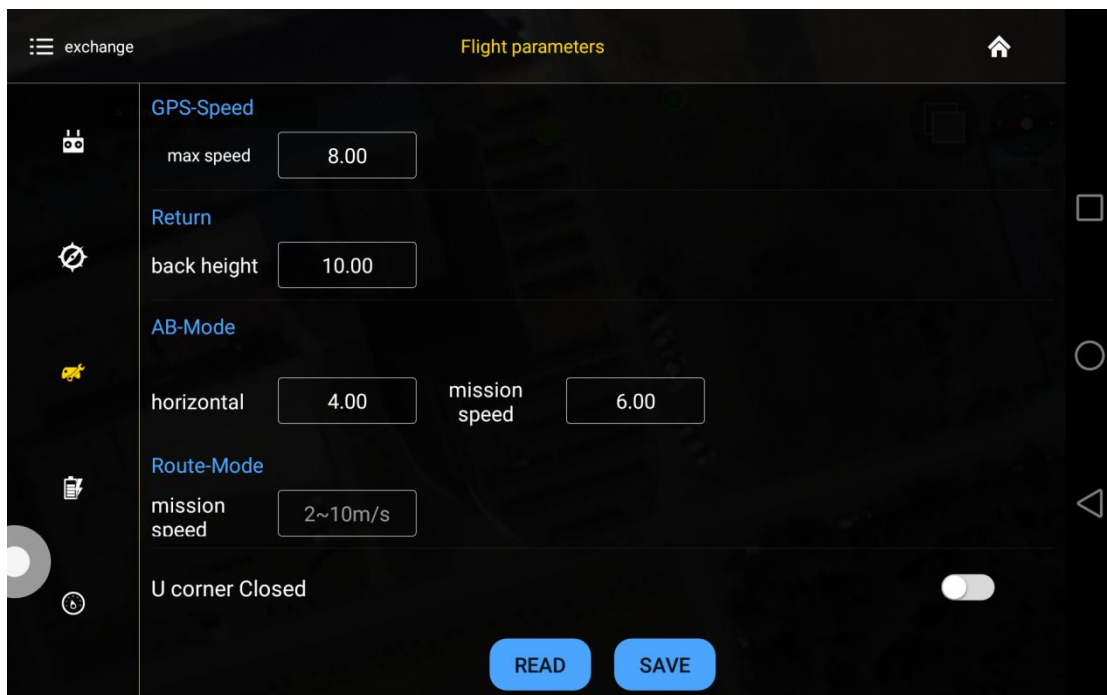 exchange
Flight parameters
GPS-Speed
max speed 8.00
Return
back height 10.00
AB-Mode
horizontal 4.00 mission speed 6.00
Route-Mode
mission speed 2~10m/s
U corner Closed
READ SAVE